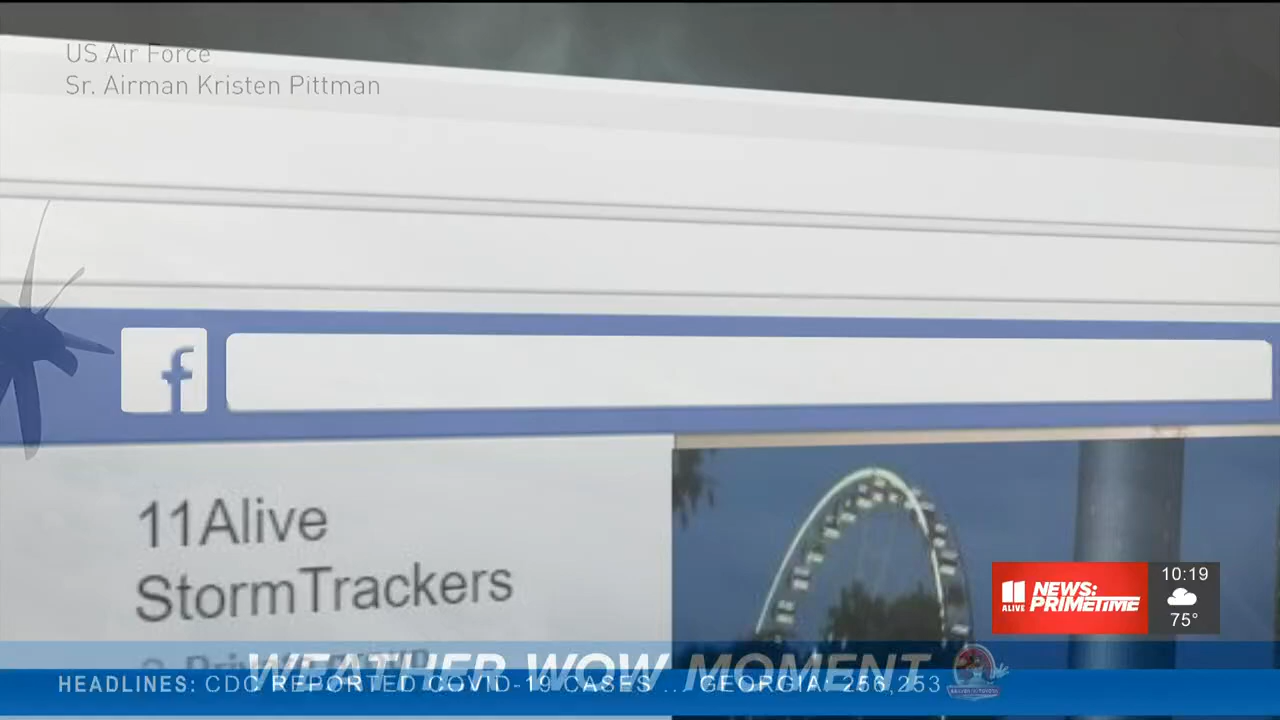 US Air Force
Sr. Airman Kristen Pittman
f
11Alive
StormTrackers
11 ALIVE NEWS: PRIMETIME
10:19
75°
WEATHER WOW MOMENT
HEADLINES: CDC REPORTED COVID-19 CASES ... GEORGIA: 256,253